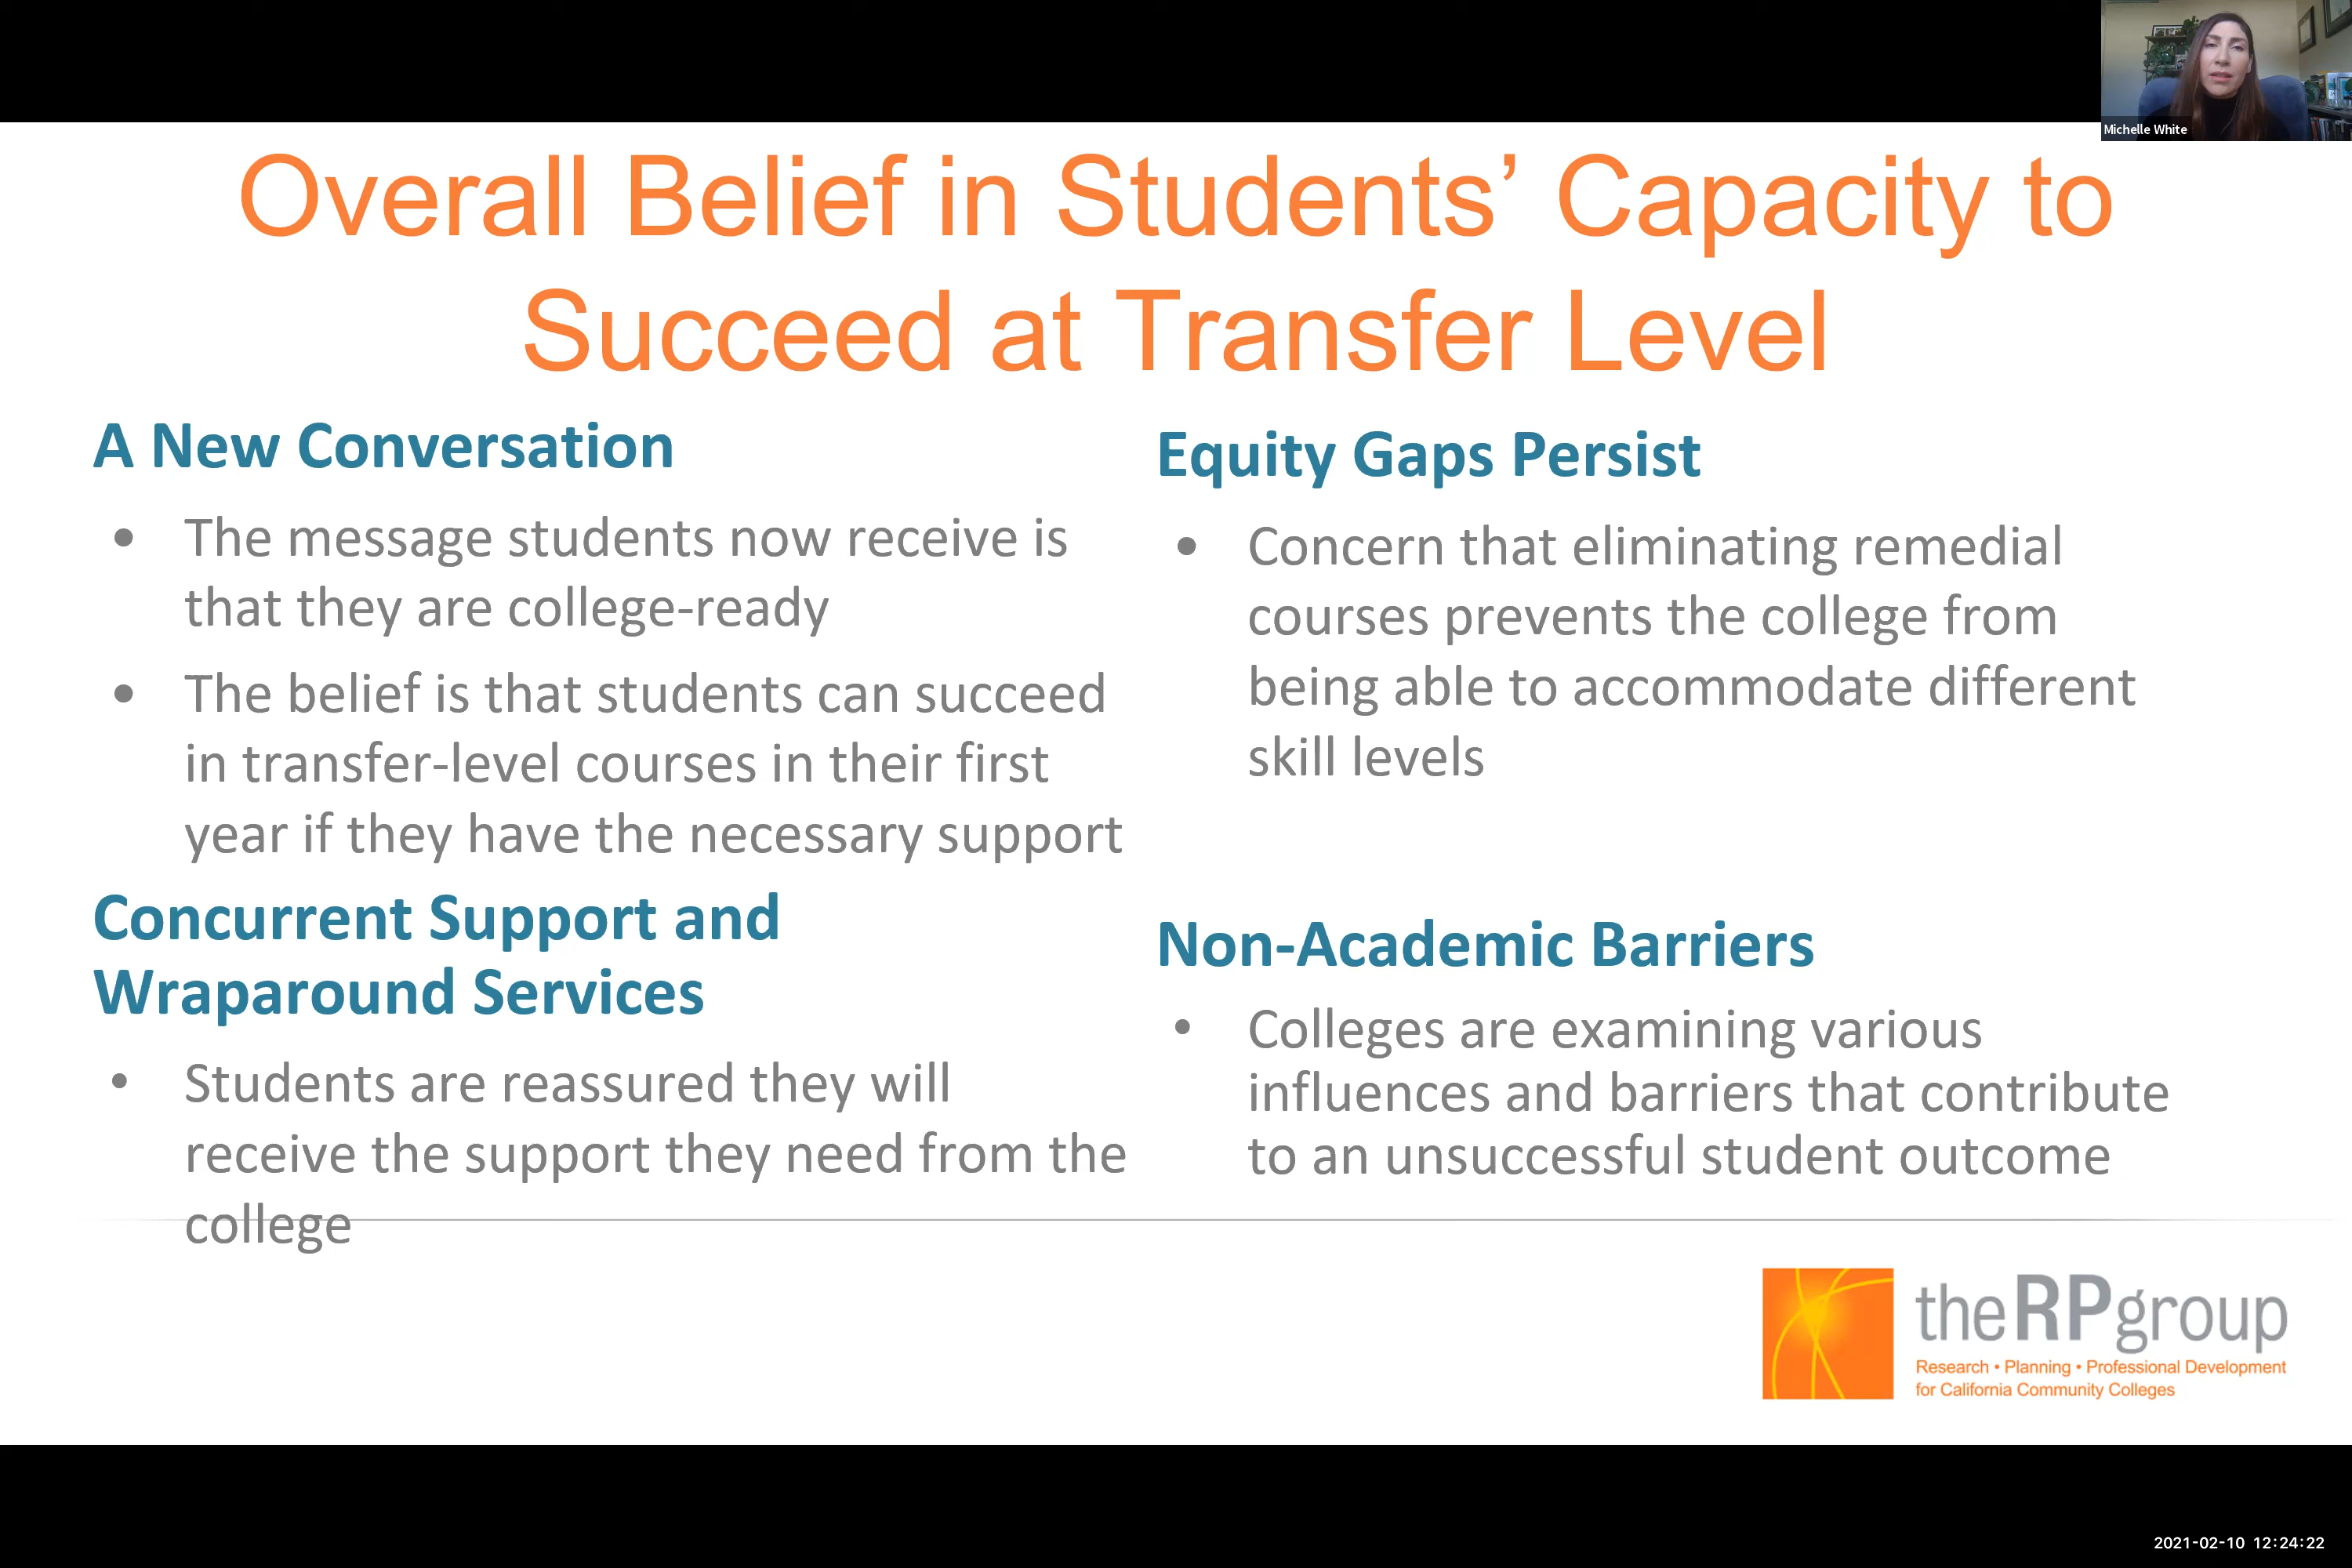 Michelle White
Overall Belief in Students’ Capacity to
Succeed at Transfer Level
A New Conversation
• The message students now receive is
that they are college-ready
• The belief is that students can succeed
in transfer-level courses in their first
year if they have the necessary support
Concurrent Support and
Wraparound Services
• Students are reassured they will
receive the support they need from the
college
Equity Gaps Persist
• Concern that eliminating remedial
courses prevents the college from
being able to accommodate different
skill levels
Non-Academic Barriers
• Colleges are examining various
influences and barriers that contribute
to an unsuccessful student outcome
theRPgroup
Research • Planning • Professional Development
for California Community Colleges
2021-02-10 12:24:22